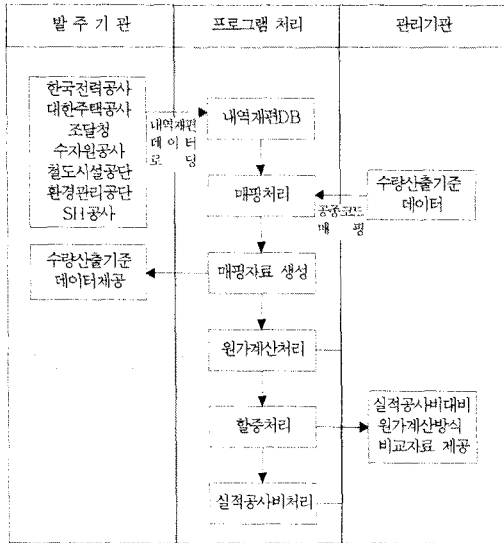 발 주 기 관
프로그램 처리
관리기관
한국전력공사
대한주택공사
조달청
수자원공사
철도시설공단
환경관리공단
SH공사
내역재편
데 이 터
로 딩
내역재편DB
매핑처리
공종코드
매 핑
수량산출기준
데이터
수량산출기준
데이터제공
매핑자료 생성
원가계산처리
할증처리
실적공사비대비
원가계산방식
비교자료 제공
실적공사비처리